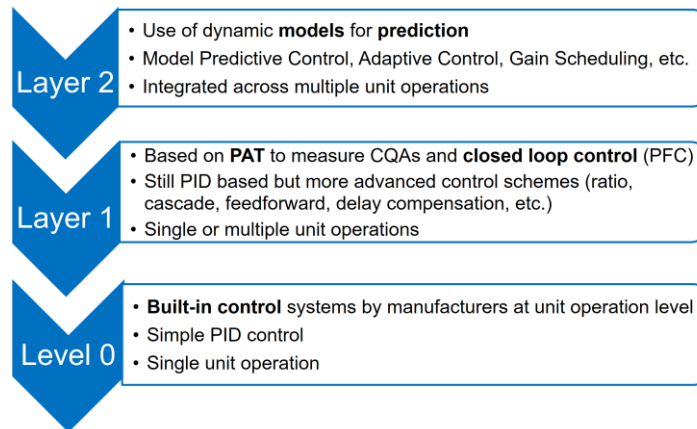 Layer 2
• Use of dynamic models for prediction
• Model Predictive Control, Adaptive Control, Gain Scheduling, etc.
• Integrated across multiple unit operations
Layer 1
• Based on PAT to measure CQAs and closed loop control (PFC)
• Still PID based but more advanced control schemes (ratio,
cascade, feedforward, delay compensation, etc.)
• Single or multiple unit operations
Level 0
• Built-in control systems by manufacturers at unit operation level
• Simple PID control
• Single unit operation